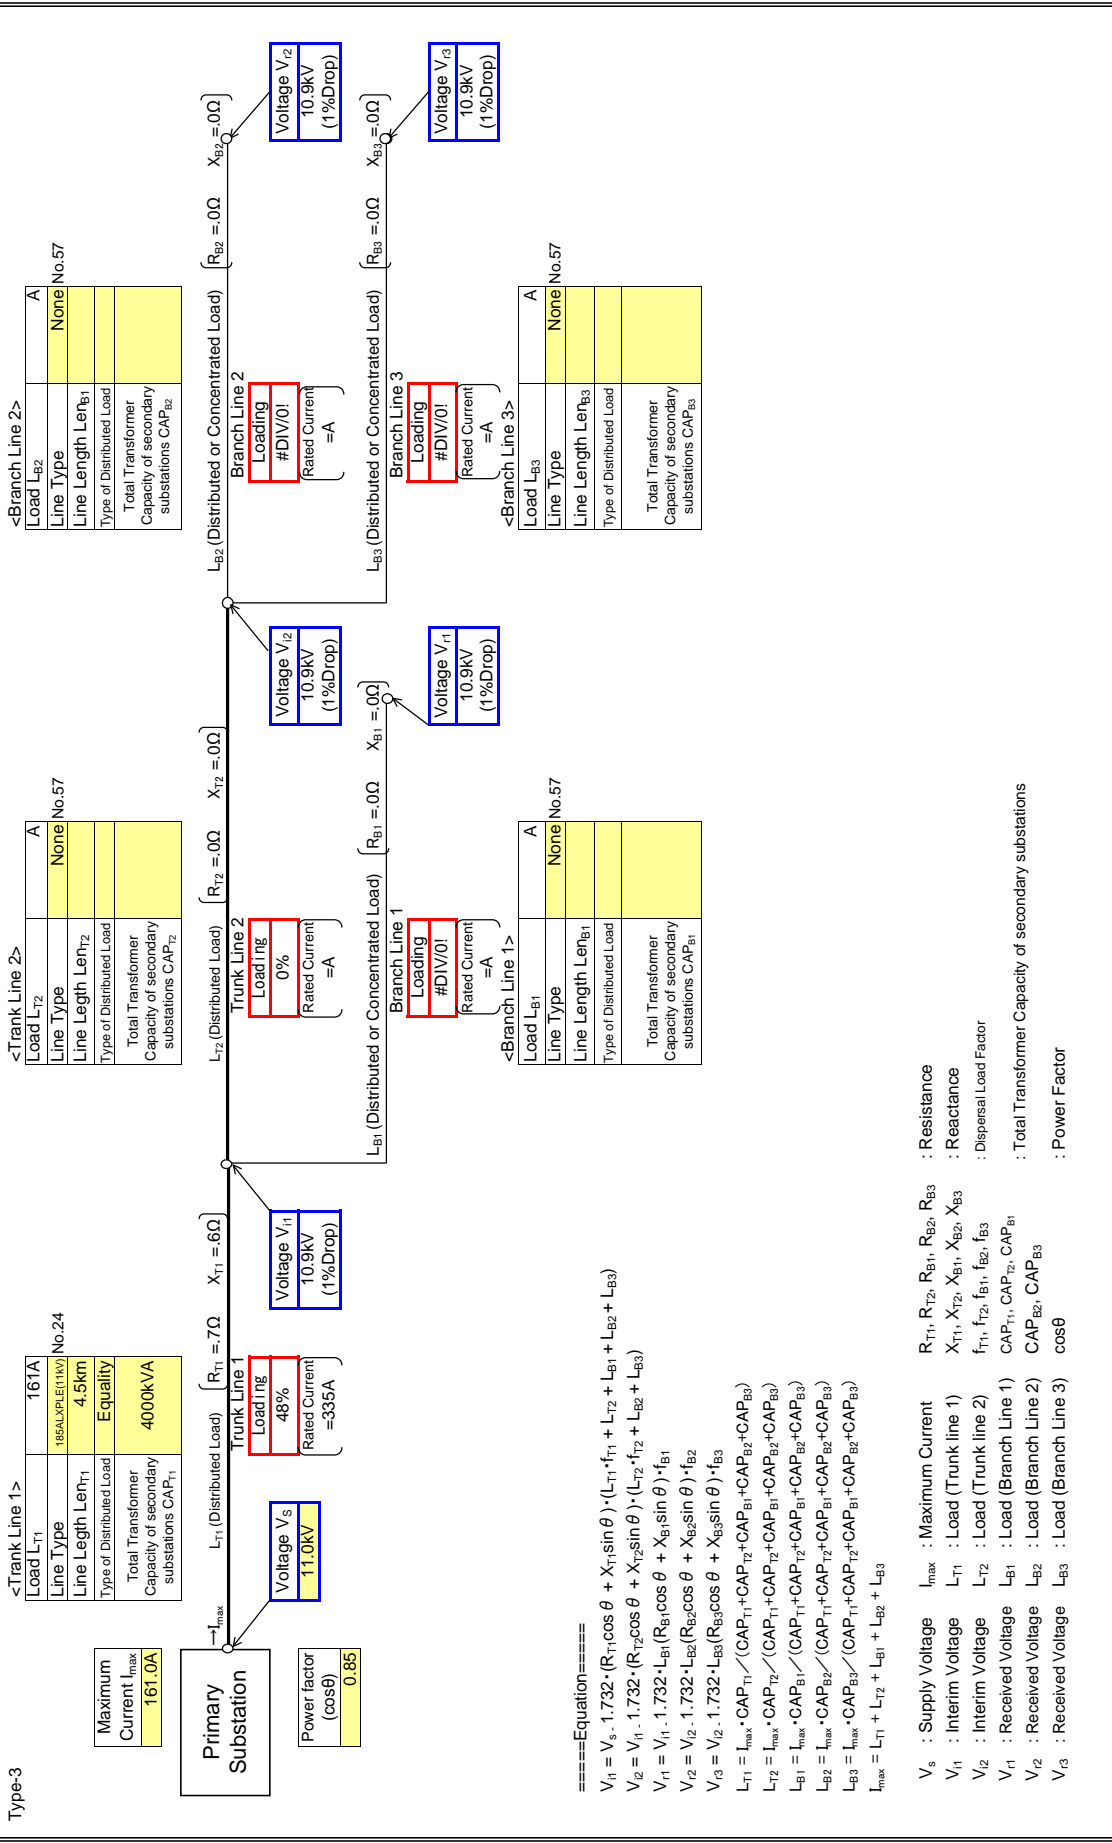 Type-3
Maximum
Current Imax
161.0A
Primary
Substation
Power factor
(cosθ)
0.85
→Imax
Voltage VS
11.0kV
<Trank Line 1>
Load LT1 161A
Line Type 185ALXPLE(11kV) No.24
Line Legth LenT1 4.5km
Type of Distributed Load Equality
Total Transformer
Capacity of secondary
substations CAPT1
4000kVA
LT1 (Distributed Load)
RT1 =.7Ω XT1 =.6Ω
Trunk Line 1
Loading
48%
Rated Current
=335A
Voltage Vi1
10.9kV
(1%Drop)
<Trank Line 2>
Load LT2 A
Line Type None No.57
Line Length LenT2
Type of Distributed Load
Total Transformer
Capacity of secondary
substations CAPT2
LT2 (Distributed Load)
RT2 =.0Ω XT2 =.0Ω
Trunk Line 2
Loading
0%
Rated Current
=A
Voltage Vi2
10.9kV
(1%Drop)
LB1 (Distributed or Concentrated Load)
RB1 =.0Ω XB1 =.0Ω
Branch Line 1
Loading
#DIV/0!
Rated Current
=A
Voltage Vr1
10.9kV
(1%Drop)
<Branch Line 1>
Load LB1 A
Line Type None No.57
Line Length LenB1
Type of Distributed Load
Total Transformer
Capacity of secondary
substations CAPB1
<Branch Line 2>
Load LB2 A
Line Type None No.57
Line Length LenB1
Type of Distributed Load
Total Transformer
Capacity of secondary
substations CAPB2
LB2 (Distributed or Concentrated Load)
RB2 =.0Ω XB2 =.0Ω
Branch Line 2
Loading
#DIV/0!
Rated Current
=A
Voltage Vr2
10.9kV
(1%Drop)
LB3 (Distributed or Concentrated Load)
RB3 =.0Ω XB3 =.0Ω
Branch Line 3
Loading
#DIV/0!
Rated Current
=A
Voltage Vr3
10.9kV
(1%Drop)
<Branch Line 3>
Load LB3 A
Line Type None No.57
Line Length LenB3
Type of Distributed Load
Total Transformer
Capacity of secondary
substations CAPB3
=====Equation=====
Vi1 = Vs - 1.732・(RT1cos θ + XT1sin θ)・(LT1・fT1 + LT2 + LB1 + LB2 + LB3)
Vi2 = Vi1 - 1.732・(RT2cos θ + XT2sin θ)・(LT2・fT2 + LB2 + LB3)
Vr1 = Vi1 - 1.732・LB1(RB1cos θ + XB1sin θ)・fB1
Vr2 = Vi2 - 1.732・LB2(RB2cos θ + XB2sin θ)・fB2
Vr3 = Vi2 - 1.732・LB3(RB3cos θ + XB3sin θ)・fB3
LT1 = Imax・CAPT1／(CAPT1+CAPT2+CAPB1+CAPB2+CAPB3)
LT2 = Imax・CAPT2／(CAPT1+CAPT2+CAPB1+CAPB2+CAPB3)
LB1 = Imax・CAPB1／(CAPT1+CAPT2+CAPB1+CAPB2+CAPB3)
LB2 = Imax・CAPB2／(CAPT1+CAPT2+CAPB1+CAPB2+CAPB3)
LB3 = Imax・CAPB3／(CAPT1+CAPT2+CAPB1+CAPB2+CAPB3)
Imax = LT1 + LT2 + LB1 + LB2 + LB3
Vs : Supply Voltage Imax : Maximum Current RT1, RT2, RB1, RB2, RB3 : Resistance
Vi1 : Interim Voltage LT1 : Load (Trunk line 1) XT1, XT2, XB1, XB2, XB3 : Reactance
Vi2 : Interim Voltage LT2 : Load (Trunk line 2) fT1, fT2, fB1, fB2, fB3 : Dispersal Load Factor
Vr1 : Received Voltage LB1 : Load (Branch Line 1) CAPT1, CAPT2, CAPB1 : Total Transformer Capacity of secondary substations
Vr2 : Received Voltage LB2 : Load (Branch Line 2) CAPB2, CAPB3
Vr3 : Received Voltage LB3 : Load (Branch Line 3) cosθ : Power Factor